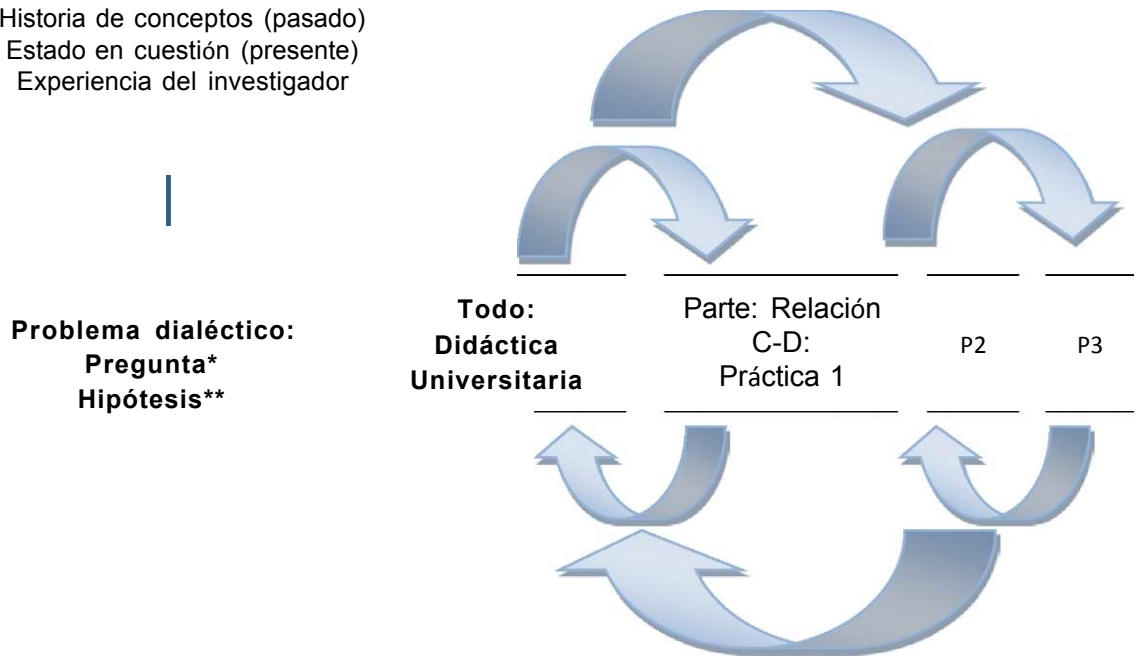 Historia de conceptos (pasado)
Estado en cuestión (presente)
Experiencia del investigador
Problema dialéctico:
Pregunta*
Hipótesis**
Todo:
Didáctica
Universitaria
Parte: Relación
C-D:
Práctica 1
P2
P3